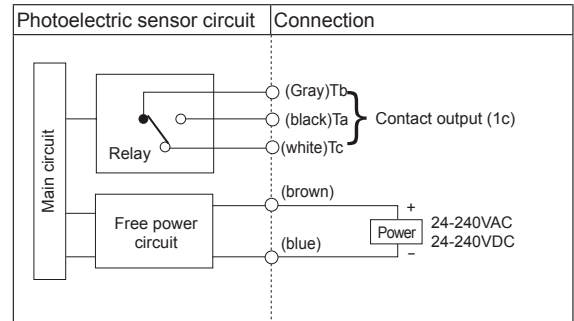 Photoelectric sensor circuit
Connection
Main circuit
Relay
(Gray)Tb
(black)Ta
(white)Tc
Contact output (1c)
Free power
circuit
(brown)
(blue)
+
Power
−
24-240VAC
24-240VDC